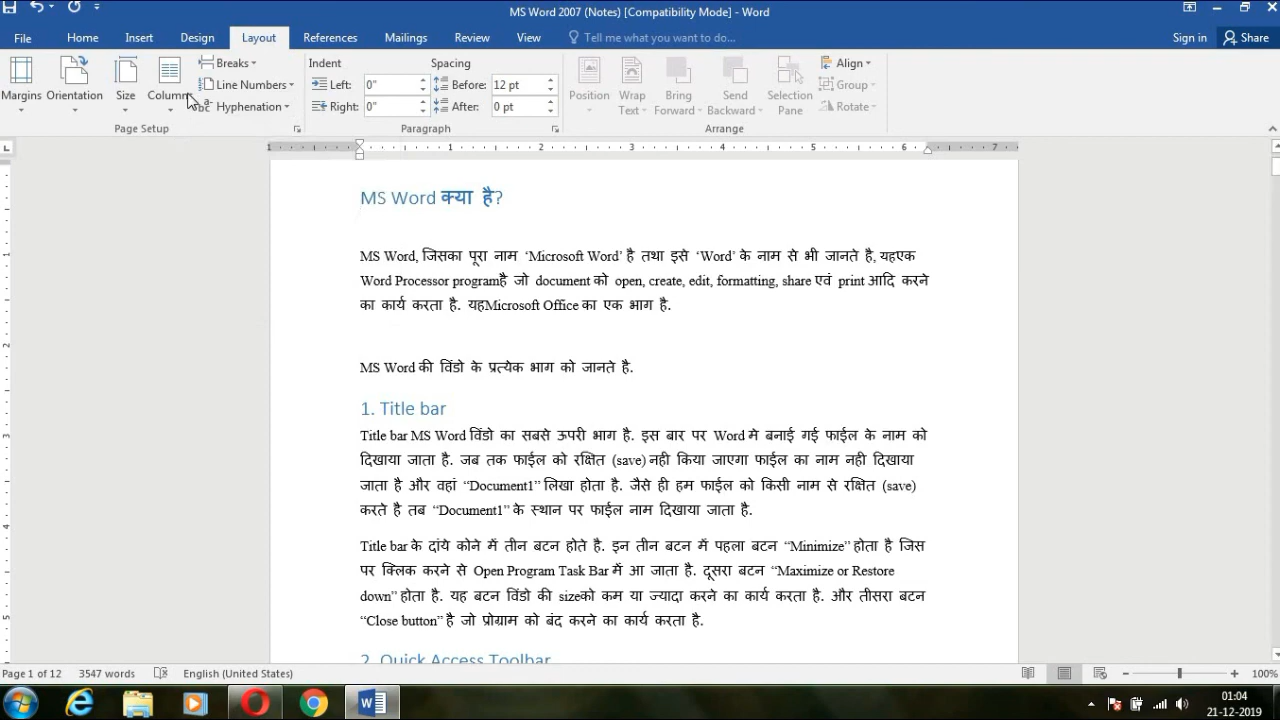 MS Word 2007 (Notes) [Compatibility Mode] - Word
File Home Insert Design Layout References Mailings Review View Tell me what you want to do... Sign in Share
Margins Orientation Size Columns
Breaks
Line Numbers
Hyphenation
Page Setup
Indent Spacing
Left: 0" Before: 12 pt
Right: 0" After: 0 pt
Paragraph
Position Wrap Text Bring Forward Send Backward Selection Pane
Align
Group
Rotate
Arrange
1 1 2 3 4 5 6 7
MS Word क्या है?
MS Word, जिसका पूरा नाम ‘Microsoft Word’ है तथा इसे ‘Word’ के नाम से भी जानते है, यहएक
Word Processor programहै जो document को open, create, edit, formatting, share एवं print आदि करने
का कार्य करता है. यहMicrosoft Office का एक भाग है.
MS Word की विंडो के प्रत्येक भाग को जानते है.
1. Title bar
Title bar MS Word विंडो का सबसे ऊपरी भाग है. इस बार पर Word मे बनाई गई फाईल के नाम को
दिखाया जाता है. जब तक फाईल को रक्षित (save) नही किया जाएगा फाईल का नाम नही दिखाया
जाता है और वहां “Document1” लिखा होता है. जैसे ही हम फाईल को किसी नाम से रक्षित (save)
करते है तब “Document1” के स्थान पर फाईल नाम दिखाया जाता है.
Title bar के दांये कोने में तीन बटन होते है. इन तीन बटन में पहला बटन “Minimize” होता है जिस
पर क्लिक करने से Open Program Task Bar में आ जाता है. दूसरा बटन “Maximize or Restore
down” होता है. यह बटन विंडो की sizeको कम या ज्यादा करने का कार्य करता है. और तीसरा बटन
“Close button” है जो प्रोग्राम को बंद करने का कार्य करता है.
2. Quick Access Toolbar
Page 1 of 12 3547 words English (United States) 100%
01:04
21-12-2019